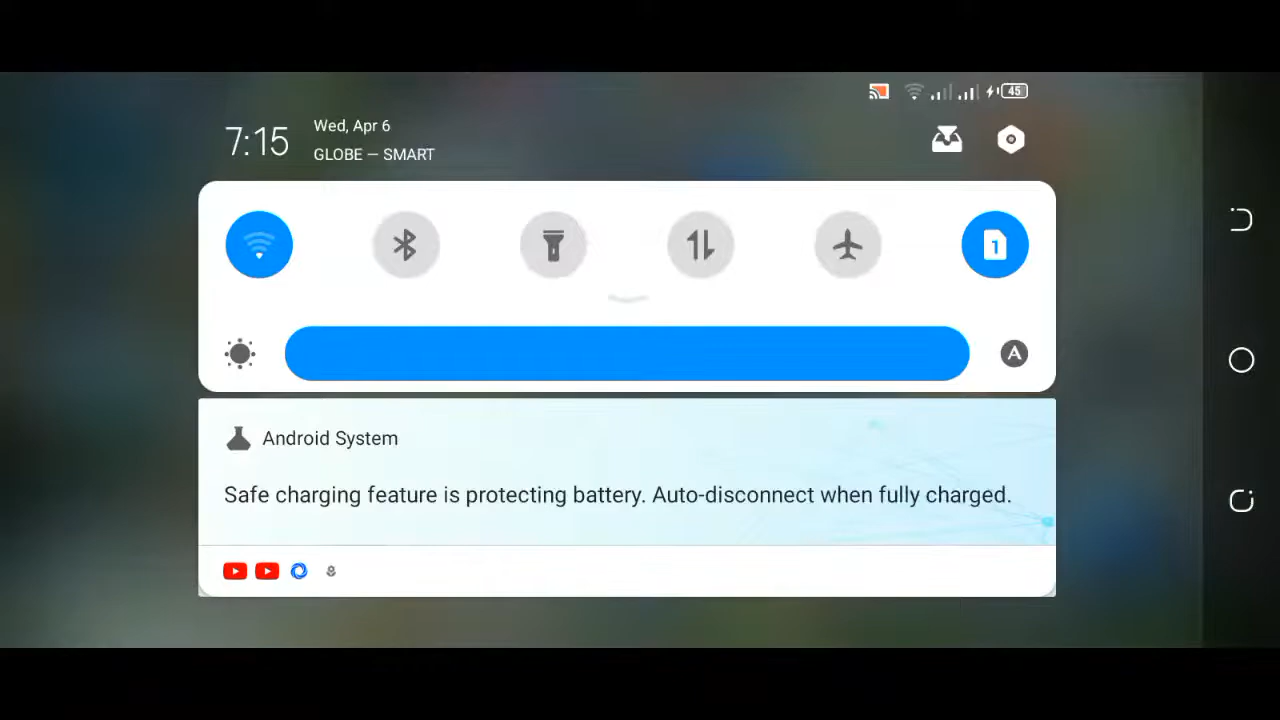 45
7:15
Wed, Apr 6
GLOBE — SMART
1
A
Android System
Safe charging feature is protecting battery. Auto-disconnect when fully charged.